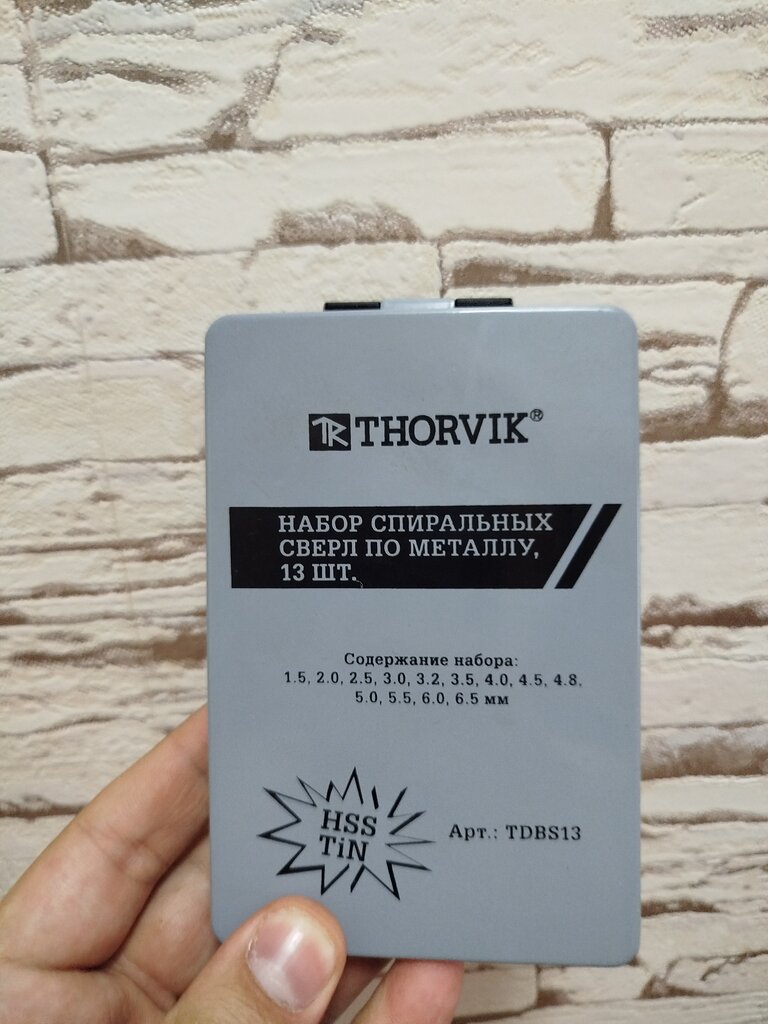 TR THORVIK®
НАБОР СПИРАЛЬНЫХ
СВЕРЛ ПО МЕТАЛЛУ,
13 ШТ.
Содержание набора:
1.5, 2.0, 2.5, 3.0, 3.2, 3.5, 4.0, 4.5, 4.8,
5.0, 5.5, 6.0, 6.5 мм
HSS
TiN
Арт.: TDBS13